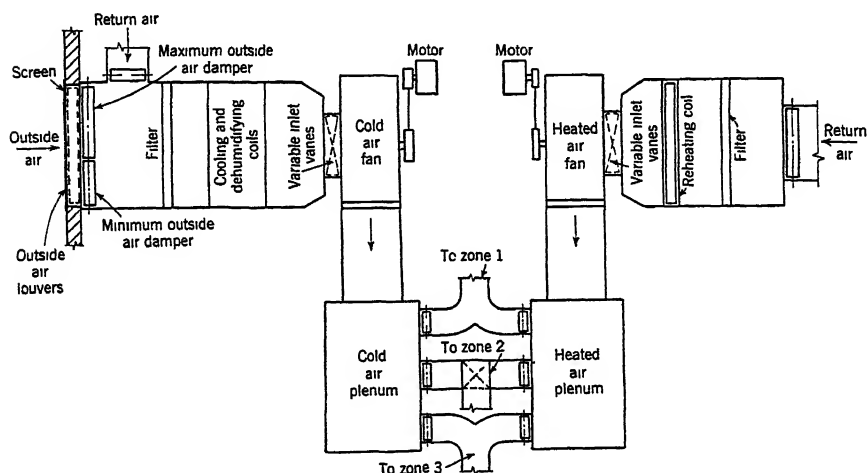 Return air
Maximum outside
air damper
Motor
Motor
Screen
Outside
air
Filter
Cooling and
dehumidifying
coils
Variable inlet
vanes
Cold
air
fan
Heated
air
fan
Variable inlet
vanes
Reheating coil
Filter
Return
air
Minimum outside
air damper
Outside
air
louvers
To zone 1
Cold
air
plenum
To zone 2
Heated
air
plenum
To zone 3